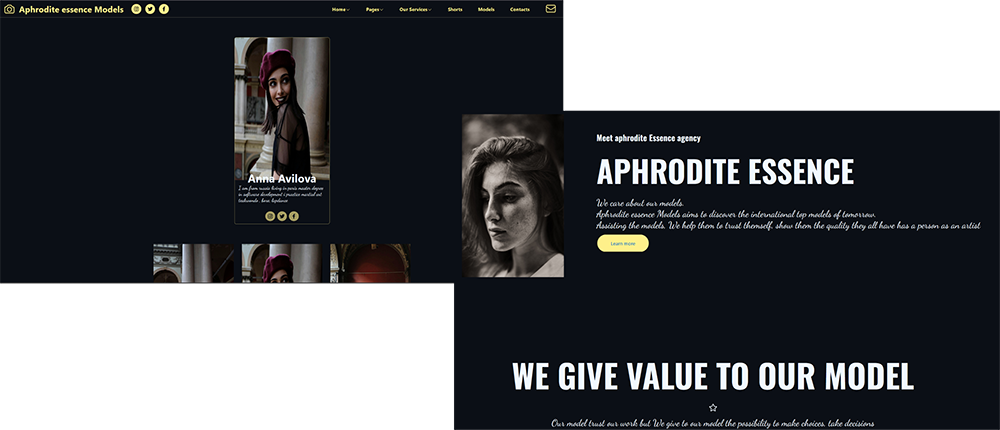 Aphrodite essence Models
Home Pages Our Services Shorts Models Contacts
Anna Avilova
I am from russia living in paris master degree
in software development i practice martial art
Meet aphrodite Essence agency
APHRODITE ESSENCE
We care about our models.
Aphrodite essence Models aims to discover the international top models of tomorrow.
Assisting the models. We help them to trust themself, show them the quality they all have has a person as an artist
Learn more
WE GIVE VALUE TO OUR MODEL
Our model trust our work but We give to our model the possibility to make choices, take decisions